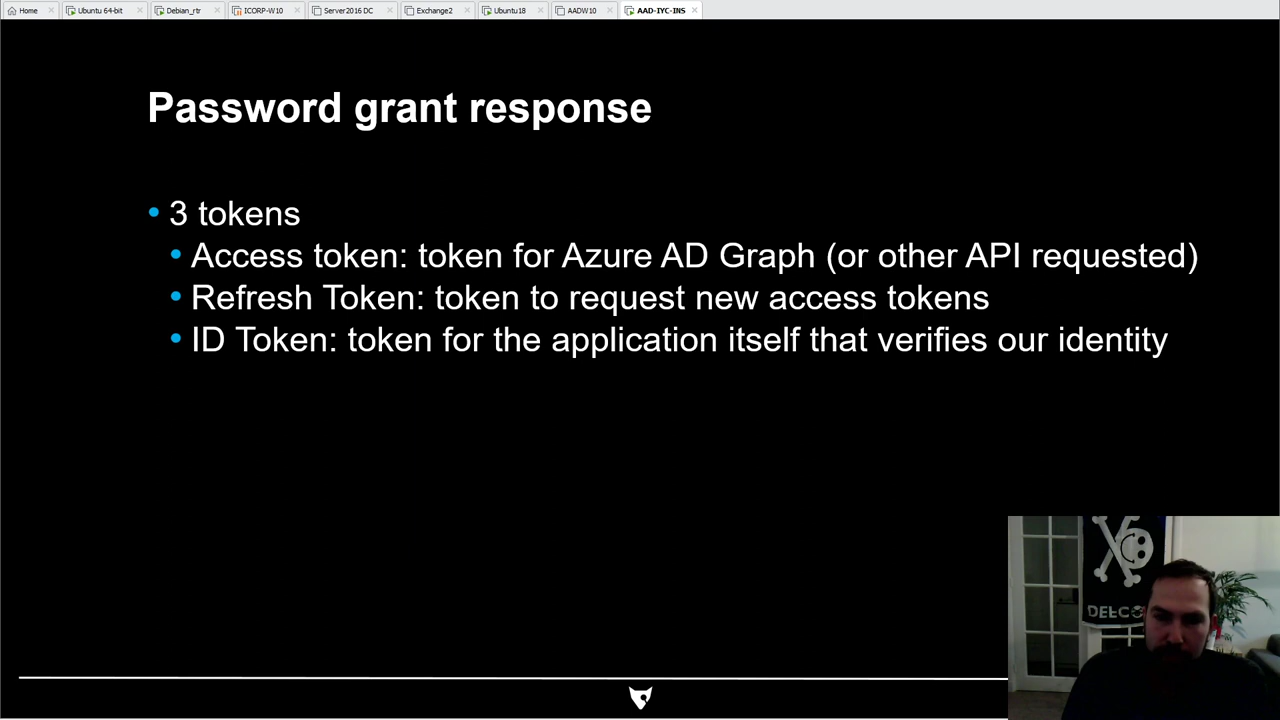 Home
Ubuntu 64-bit
Debian_rtr
ICORP-W10
Server2016 DC
Exchange2
Ubuntu18
AADW10
AAD-IYC-INS
Password grant response
• 3 tokens
• Access token: token for Azure AD Graph (or other API requested)
• Refresh Token: token to request new access tokens
• ID Token: token for the application itself that verifies our identity
DEFCO